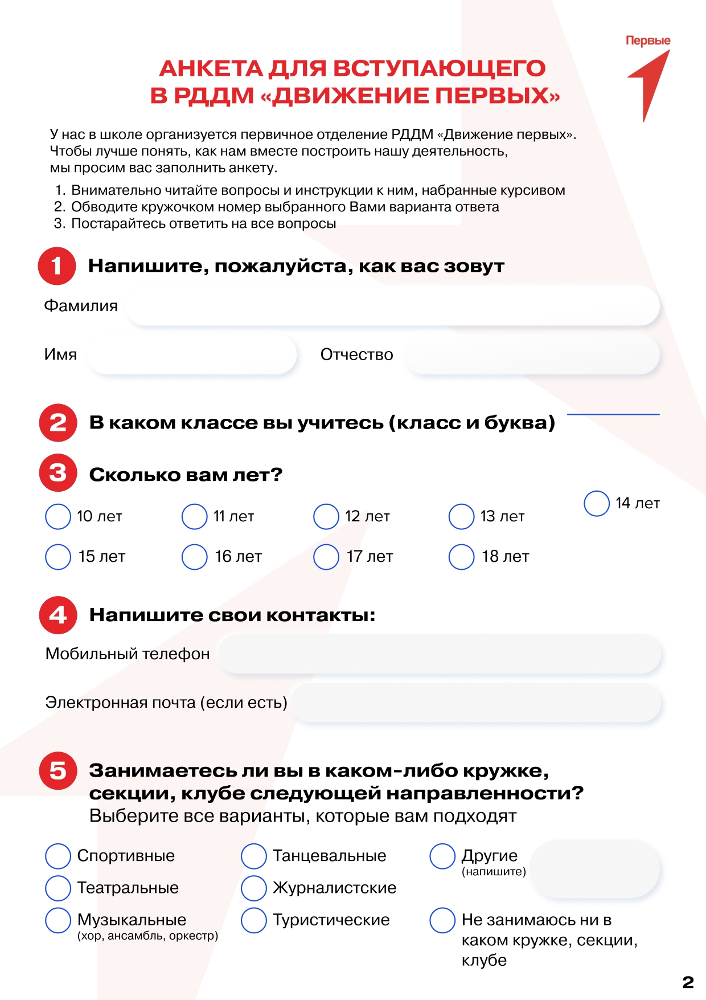 Первые
АНКЕТА ДЛЯ ВСТУПАЮЩЕГО
В РДДМ «ДВИЖЕНИЕ ПЕРВЫХ»
У нас в школе организуется первичное отделение РДДМ «Движение первых».
Чтобы лучше понять, как нам вместе построить нашу деятельность,
мы просим вас заполнить анкету.
1. Внимательно читайте вопросы и инструкции к ним, набранные курсивом
2. Обводите кружочком номер выбранного Вами варианта ответа
3. Постарайтесь ответить на все вопросы
1 Напишите, пожалуйста, как вас зовут
Фамилия
Имя Отчество
2 В каком классе вы учитесь (класс и буква)
3 Сколько вам лет?
10 лет 11 лет 12 лет 13 лет 14 лет
15 лет 16 лет 17 лет 18 лет
4 Напишите свои контакты:
Мобильный телефон
Электронная почта (если есть)
5 Занимаетесь ли вы в каком-либо кружке,
секции, клубе следующей направленности?
Выберите все варианты, которые вам подходят
Спортивные Танцевальные Другие
(напишите)
Театральные Журналистские
Музыкальные Туристические Не занимаюсь ни в
(хор, ансамбль, оркестр)
каком кружке, секции,
клубе
2